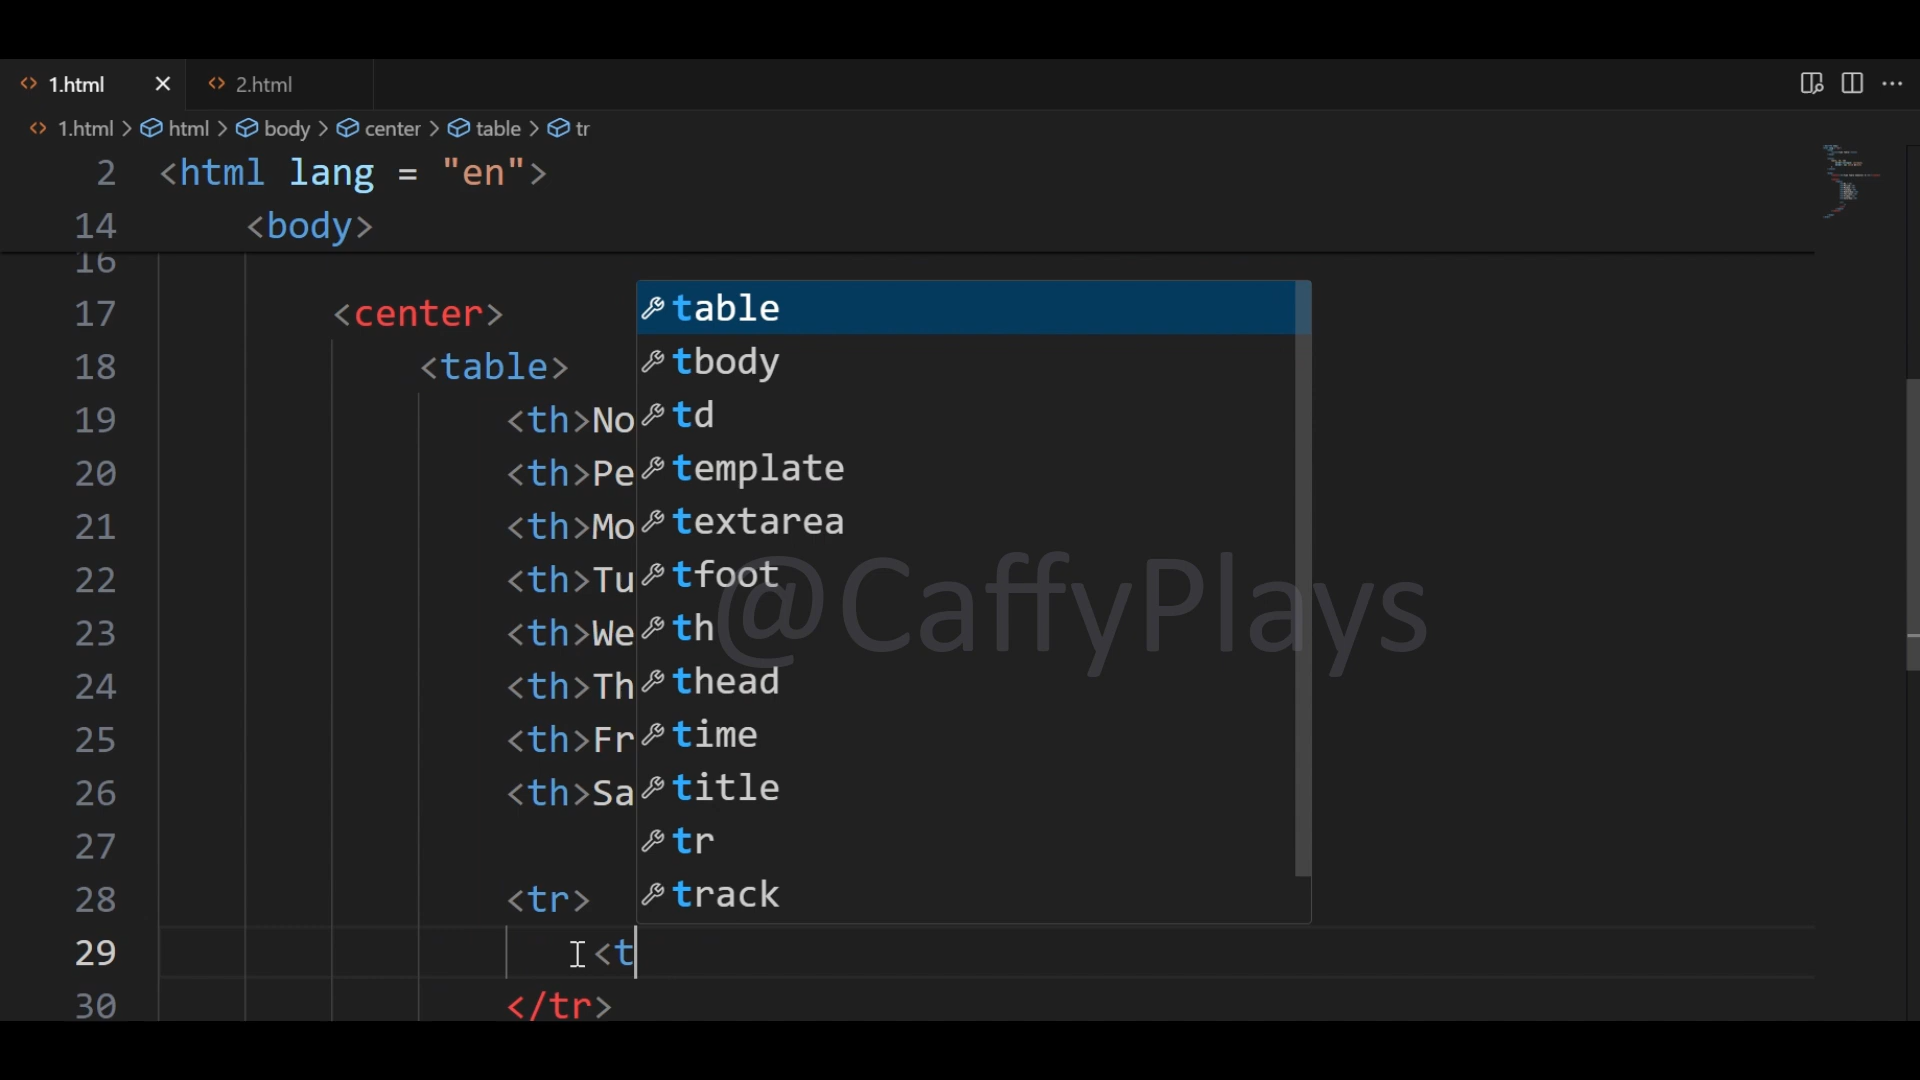 1.html 2.html
1.html > html > body > center > table > tr
2 <html lang = "en">
14 <body>
16
17 <center>
18 <table>
19 <th>No
20 <th>Pe
21 <th>Mo
22 <th>Tu
23 <th>We
24 <th>Th
25 <th>Fr
26 <th>Sa
27
28 <tr>
29 <t
30 </tr>
table
tbody
td
template
textarea
tfoot
th
thead
time
title
tr
track
@CaffyPlays